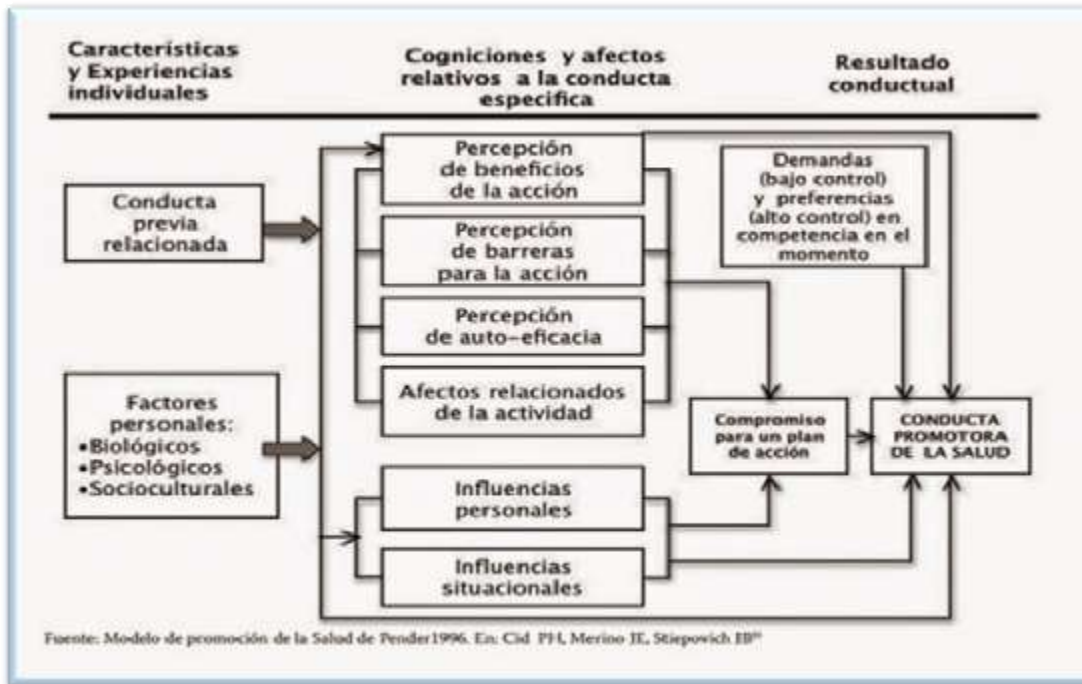 Características
y Experiencias
individuales
Cogniciones y afectos
relativos a la conducta
especifica
Resultado
conductual
Conducta
previa
relacionada
Factores
personales:
•Biológicos
•Psicológicos
•Socioculturales
Percepción
de beneficios
de la acción
Percepción
de barreras
para la acción
Percepción
de auto-eficacia
Afectos relacionados
de la actividad
Influencias
personales
Influencias
situacionales
Demandas
(bajo control)
y preferencias
(alto control) en
competencia en el
momento
Compromiso
para un plan
de acción
CONDUCTA
PROMOTORA
DE LA SALUD
Fuente: Modelo de promoción de la Salud de Pender1996. En: Cid PH, Merino JE, Stiepovich JB